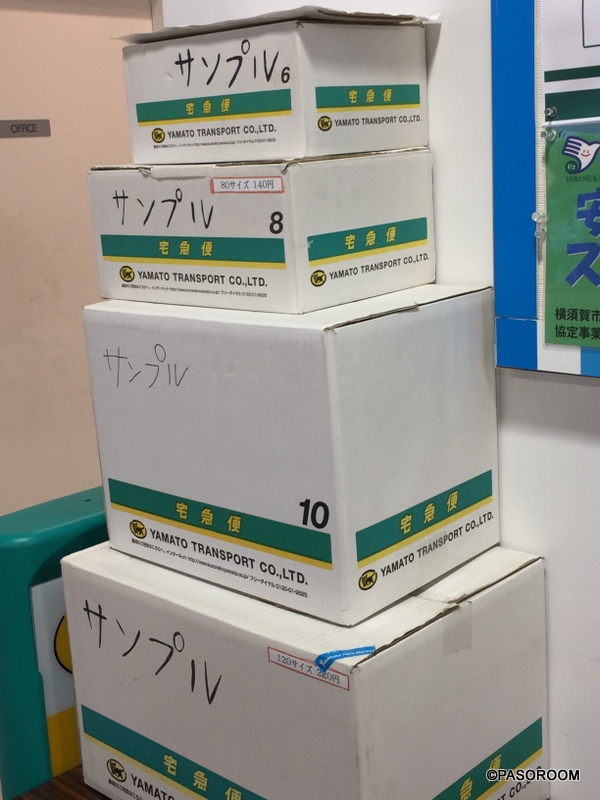 サンプル 6
宅急便
宅急便
YAMATO TRANSPORT CO.,LTD.
YAMATO TRANSPORT CO.,LTD.
OFFICE
80サイズ 140円
サンプル 8
宅急便
宅急便
YAMATO TRANSPORT CO.,LTD.
YAMATO TRANSPORT CO.,LTD.
YOKOSUKA
安
ス
横須賀市
協定事業
サンプル
10
宅急便
宅急便
YAMATO TRANSPORT CO.,LTD.
YAMATO TRANSPORT CO.,LTD.
サンプル
120サイズ 220円
宅急便
宅急便
YAMATO TRANSPORT
©PASOROOM